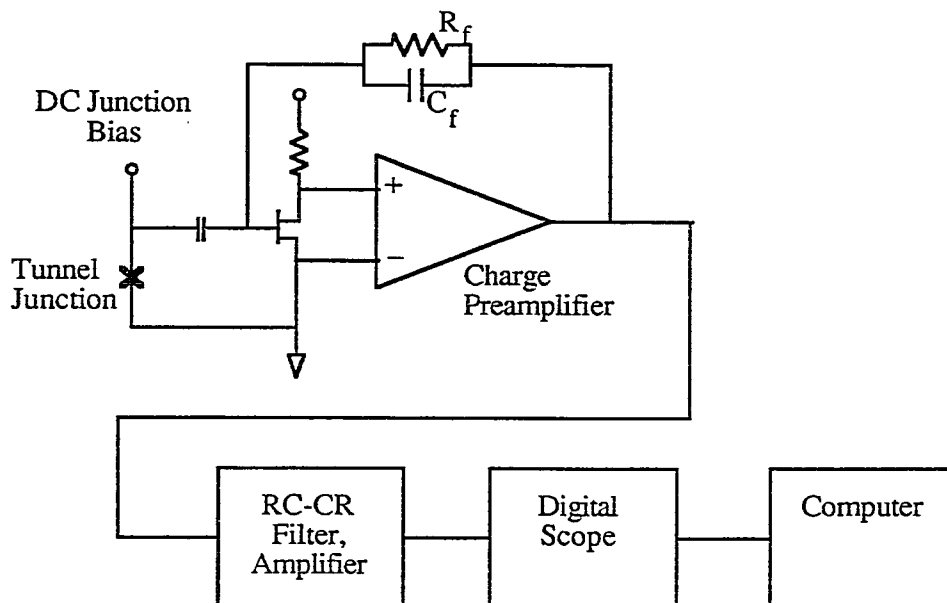 R_f
C_f
DC Junction
Bias
+
−
Tunnel
Junction
Charge
Preamplifier
RC-CR
Filter,
Amplifier
Digital
Scope
Computer